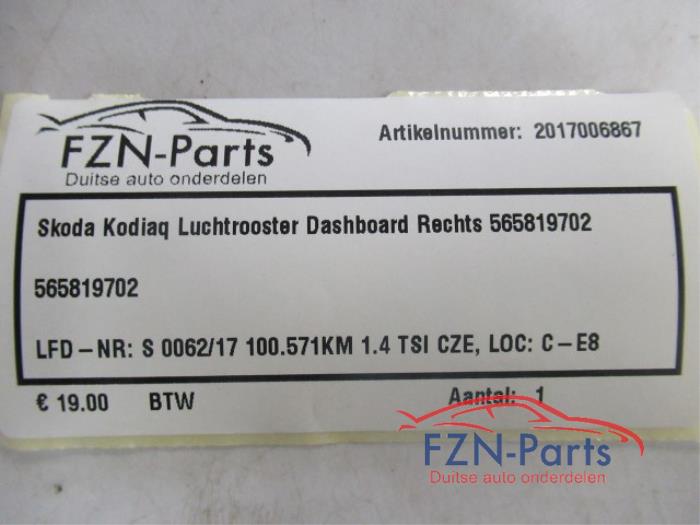 FZN-Parts
Duitse auto onderdelen
Artikelnummer: 2017006867
Skoda Kodiaq Luchtrooster Dashboard Rechts 565819702
565819702
LFD-NR: S 0062/17 100.571KM 1.4 TSI CZE, LOC: C-E8
€ 19.00 BTW Aantal: 1
FZN-Parts
Duitse auto onderdelen